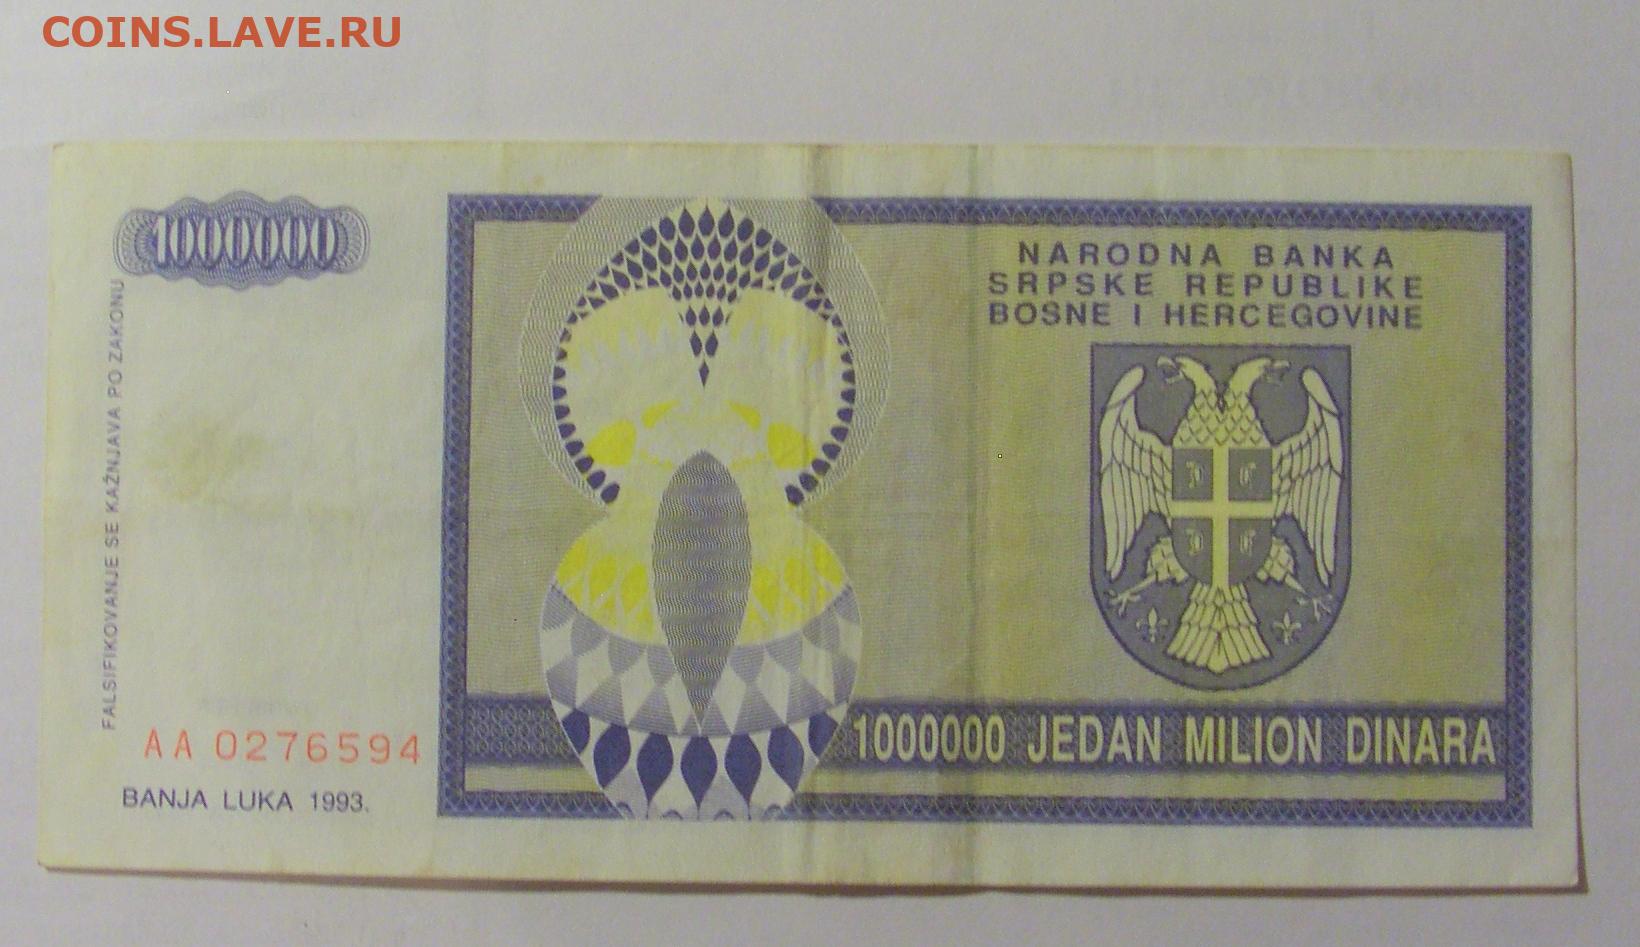 COINS.LAVE.RU
1000000
NARODNA BANKA
SRPSKE REPUBLIKE
BOSNE I HERCEGOVINE
FALSIFIKOVANJE SE KAŽNJAVA PO ZAKONU
AA 0276594
BANJA LUKA 1993.
1000000 JEDAN MILION DINARA